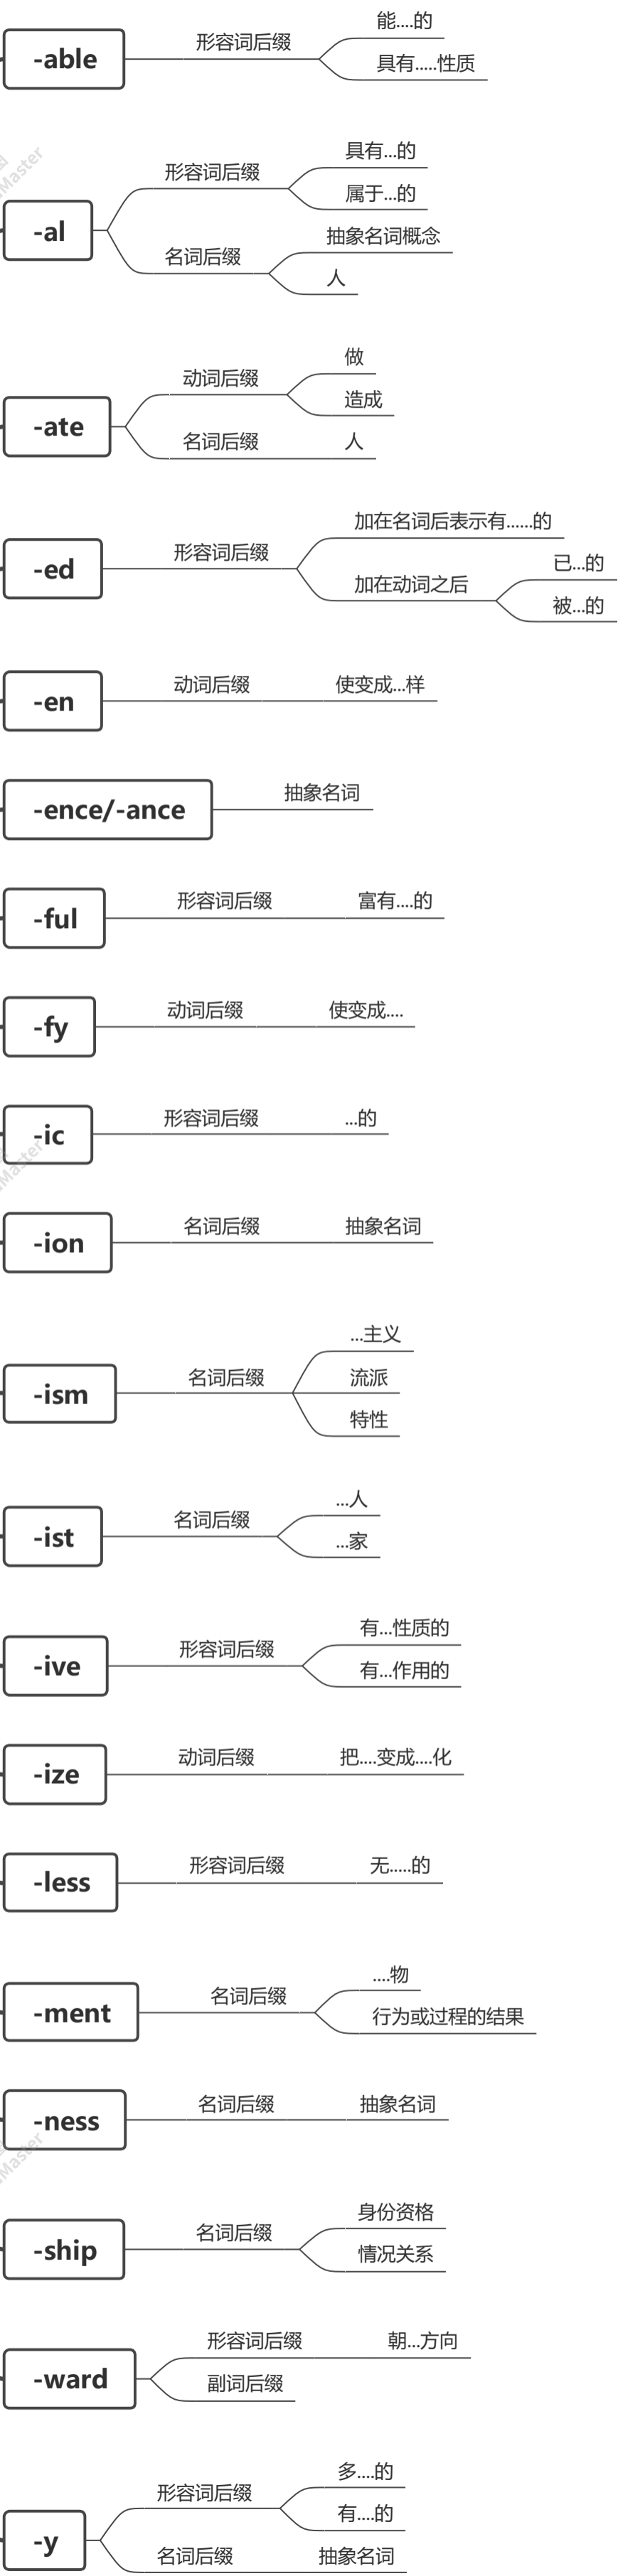 -able
形容词后缀
能....的
具有.....性质
-al
形容词后缀
具有...的
属于...的
名词后缀
抽象名词概念
人
-ate
动词后缀
做
造成
名词后缀
人
-ed
形容词后缀
加在名词后表示有......的
加在动词之后
已...的
被...的
-en
动词后缀
使变成...样
-ence/-ance
抽象名词
-ful
形容词后缀
富有....的
-fy
动词后缀
使变成....
-ic
形容词后缀
...的
-ion
名词后缀
抽象名词
-ism
名词后缀
...主义
流派
特性
-ist
名词后缀
...人
...家
-ive
形容词后缀
有...性质的
有...作用的
-ize
动词后缀
把....变成....化
-less
形容词后缀
无.....的
-ment
名词后缀
....物
行为或过程的结果
-ness
名词后缀
抽象名词
-ship
名词后缀
身份资格
情况关系
-ward
形容词后缀
朝...方向
副词后缀
-y
形容词后缀
多....的
有....的
名词后缀
抽象名词